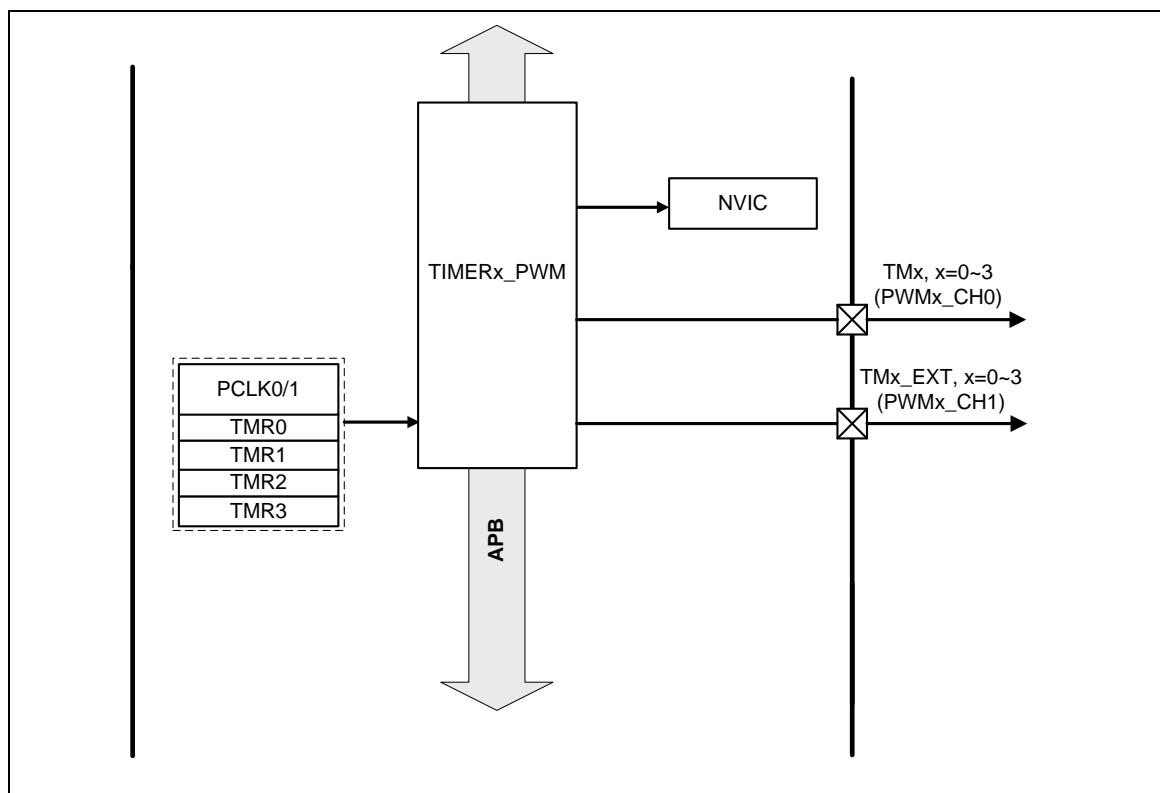 NVIC
TIMERx_PWM
TMx, x=0~3
(PWMx_CH0)
PCLK0/1
TMR0
TMR1
TMR2
TMR3
TMx_EXT, x=0~3
(PWMx_CH1)
APB